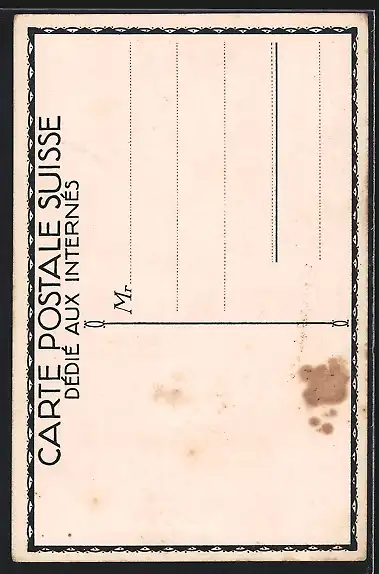 CARTE POSTALE SUISSE
DÉDIÉ AUX INTERNÉS
Mr.